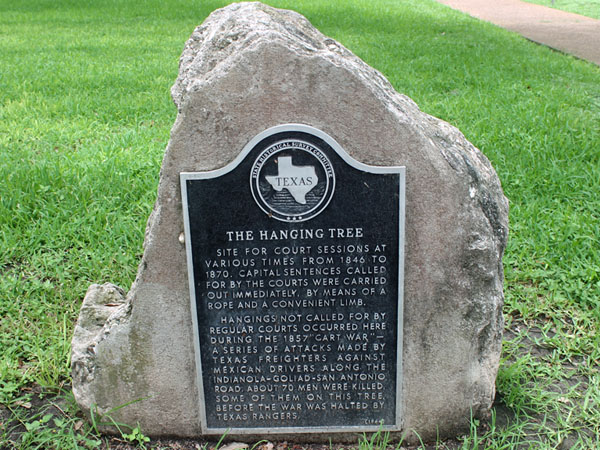 STATE HISTORICAL SURVEY COMMITTEE
TEXAS
THE HANGING TREE
SITE FOR COURT SESSIONS AT
VARIOUS TIMES FROM 1846 TO
1870. CAPITAL SENTENCES CALLED
FOR BY THE COURTS WERE CARRIED
OUT IMMEDIATELY, BY MEANS OF A
ROPE AND A CONVENIENT LIMB.
HANGINGS NOT CALLED FOR BY
REGULAR COURTS OCCURRED HERE
DURING THE 1857 "CART WAR"—
A SERIES OF ATTACKS MADE BY
TEXAS FREIGHTERS AGAINST
MEXICAN DRIVERS ALONG THE
INDIANOLA-GOLIAD-SAN ANTONIO
ROAD. ABOUT 70 MEN WERE KILLED,
SOME OF THEM ON THIS TREE,
BEFORE THE WAR WAS HALTED BY
TEXAS RANGERS.